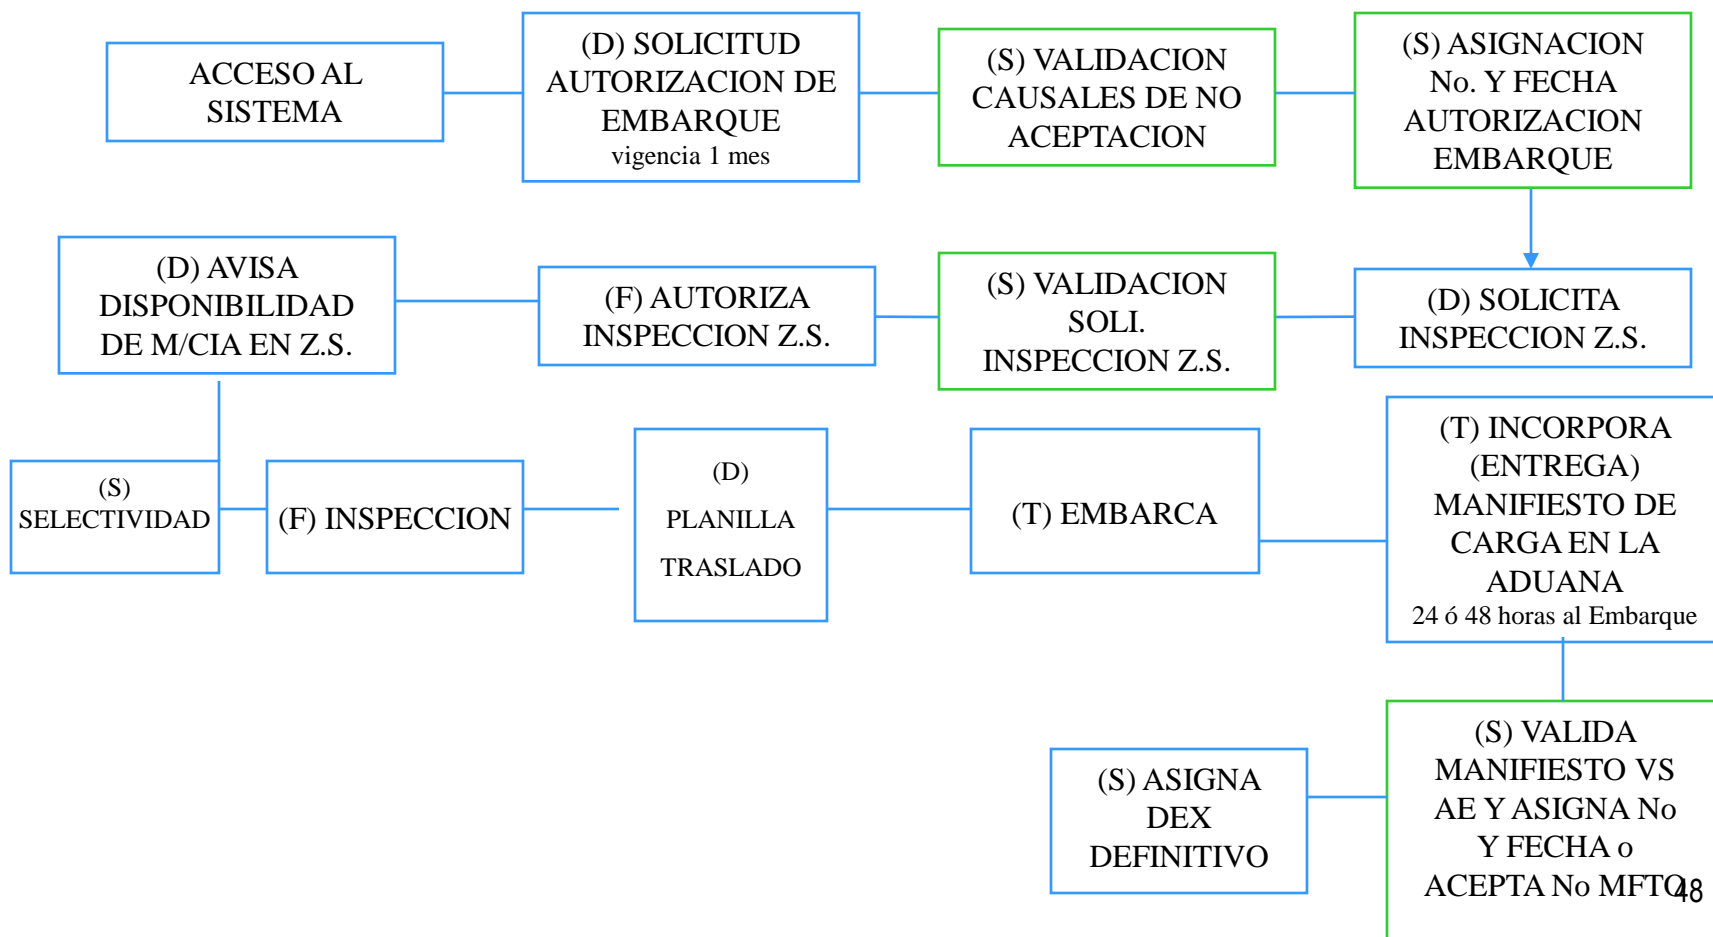 ACCESO AL
SISTEMA
(D) SOLICITUD
AUTORIZACION DE
EMBARQUE
vigencia 1 mes
(S) VALIDACION
CAUSALES DE NO
ACEPTACION
(S) ASIGNACION
No. Y FECHA
AUTORIZACION
EMBARQUE
(D) SOLICITA
INSPECCION Z.S.
(S) VALIDACION
SOLI.
INSPECCION Z.S.
(F) AUTORIZA
INSPECCION Z.S.
(D) AVISA
DISPONIBILIDAD
DE M/CIA EN Z.S.
(S)
SELECTIVIDAD
(F) INSPECCION
(D)
PLANILLA
TRASLADO
(T) EMBARCA
(T) INCORPORA
(ENTREGA)
MANIFIESTO DE
CARGA EN LA
ADUANA
24 ó 48 horas al Embarque
(S) VALIDA
MANIFIESTO VS
AE Y ASIGNA No
Y FECHA o
ACEPTA No MFTO
(S) ASIGNA
DEX
DEFINITIVO
48